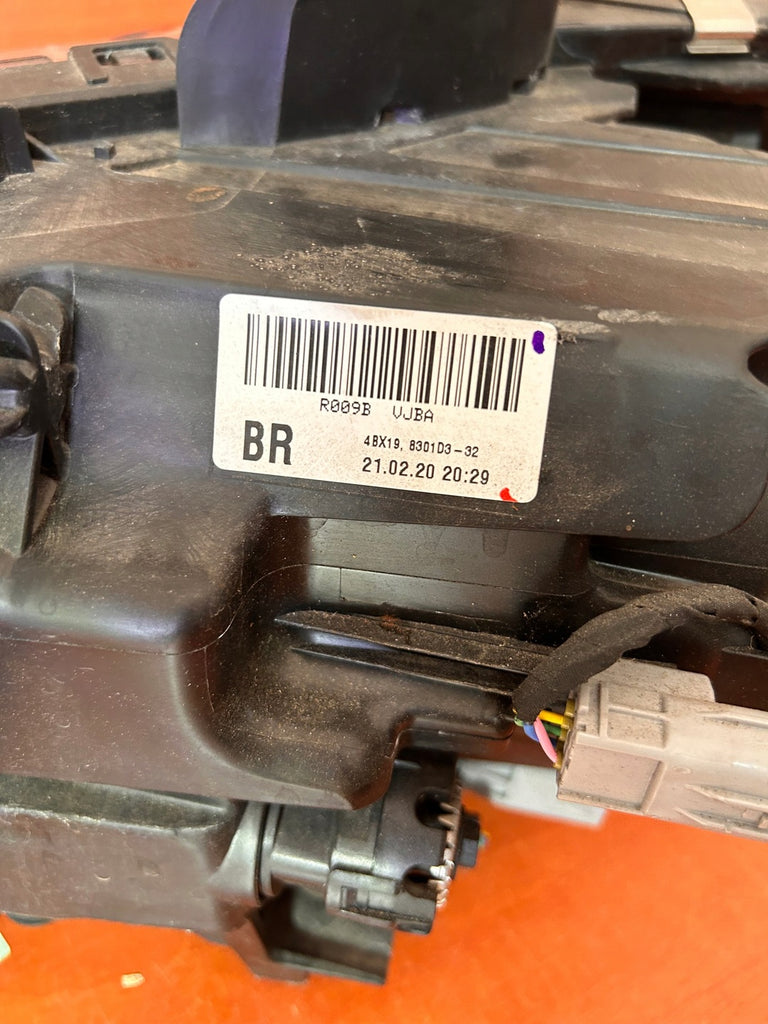 R009B VJBA
BR
4BX19, 8301D3-32
21.02.20 20:29